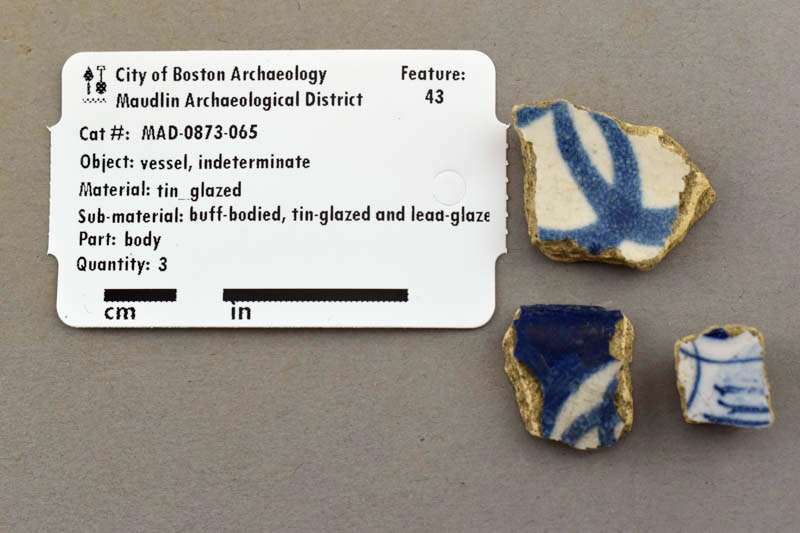 City of Boston Archaeology
Maudlin Archaeological District
Feature:
43
Cat #: MAD-0873-065
Object: vessel, indeterminate
Material: tin_glazed
Sub-material: buff-bodied, tin-glazed and lead-glaze
Part: body
Quantity: 3
cm in